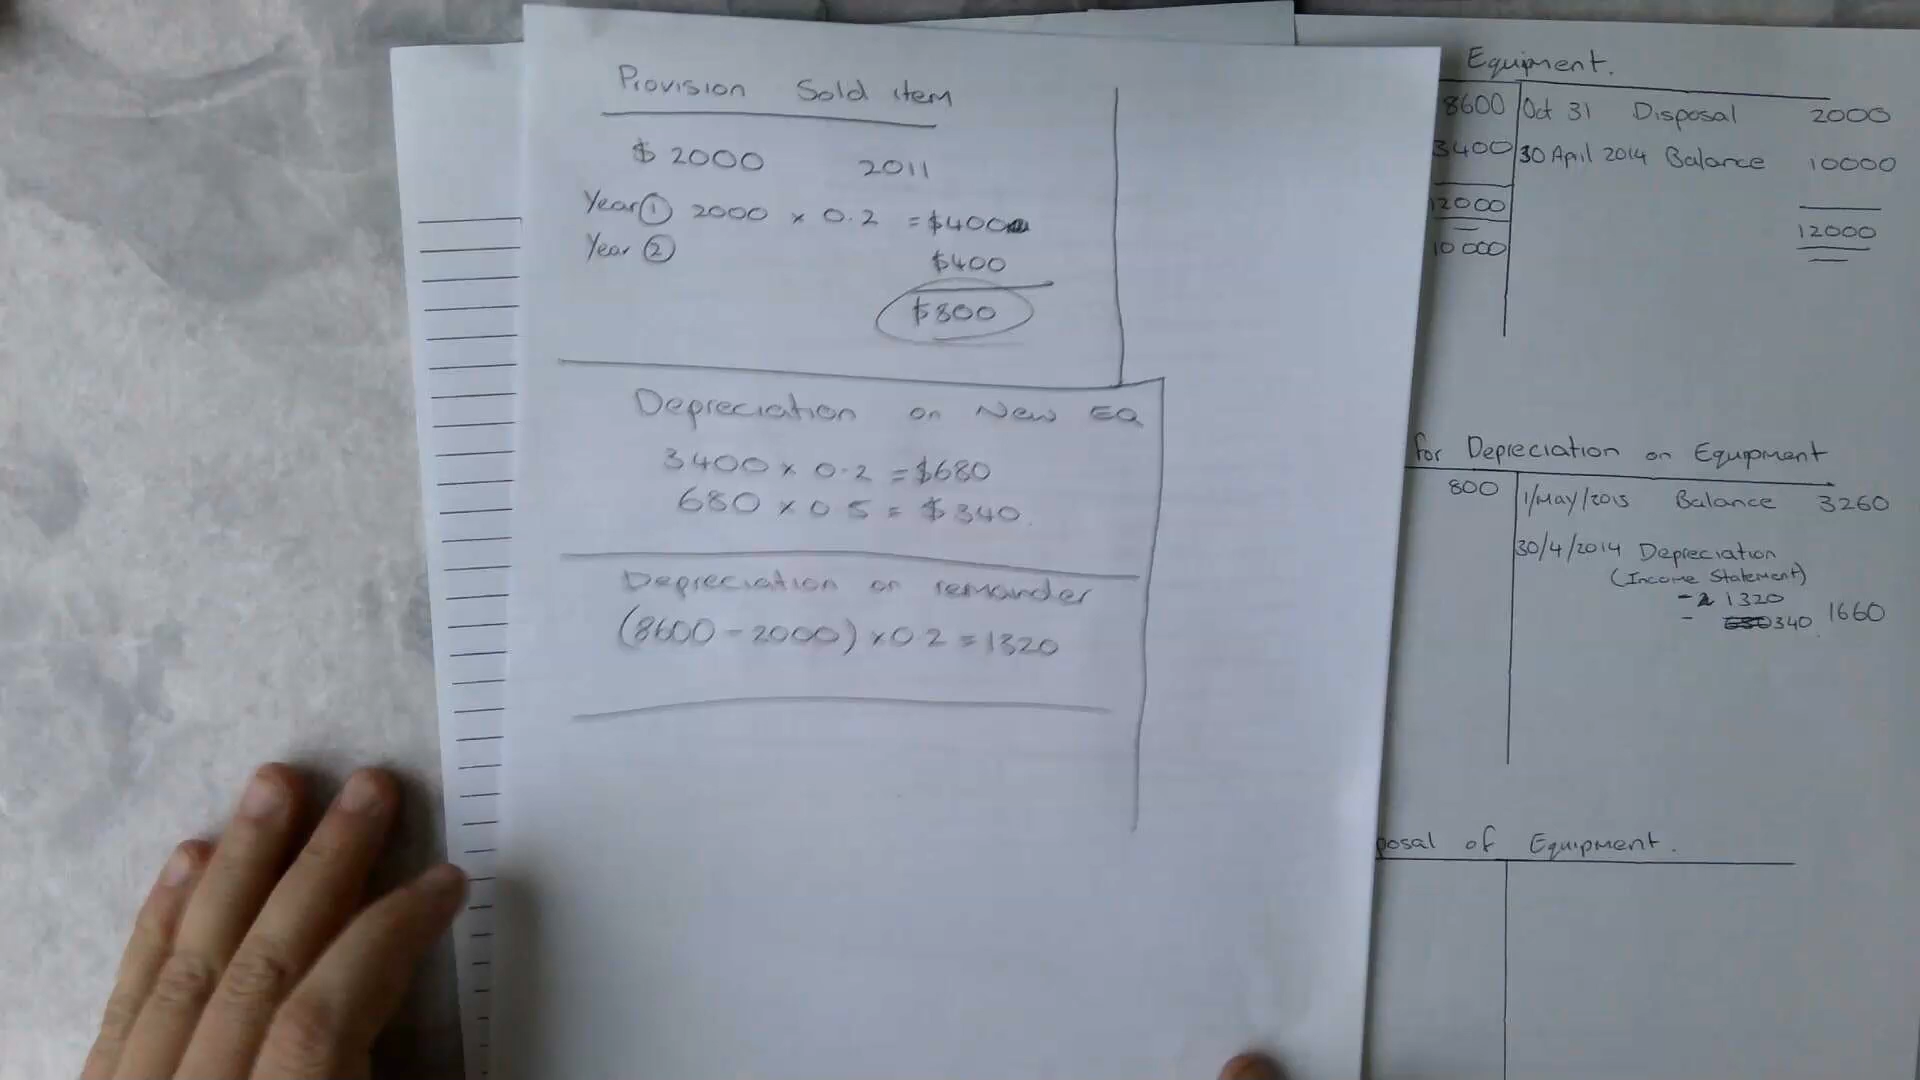 Provision Sold item
$ 2000 2011
Year ① 2000 × 0.2 = $400
Year ② $400
$800
Depreciation on New EQ
3400 × 0.2 = $680
680 × 0 5 = $340.
Depreciation on remainder
(8600 - 2000) × 0.2 = 1320
Equipment.
8600 Oct 31 Disposal 2000
3400 30 April 2014 Balance 10000
12000 12000
10 000
for Depreciation on Equipment
800 1/May/2013 Balance 3260
30/4/2014 Depreciation
(Income Statement)
- 1320
- 340. 1660
posal of Equipment.